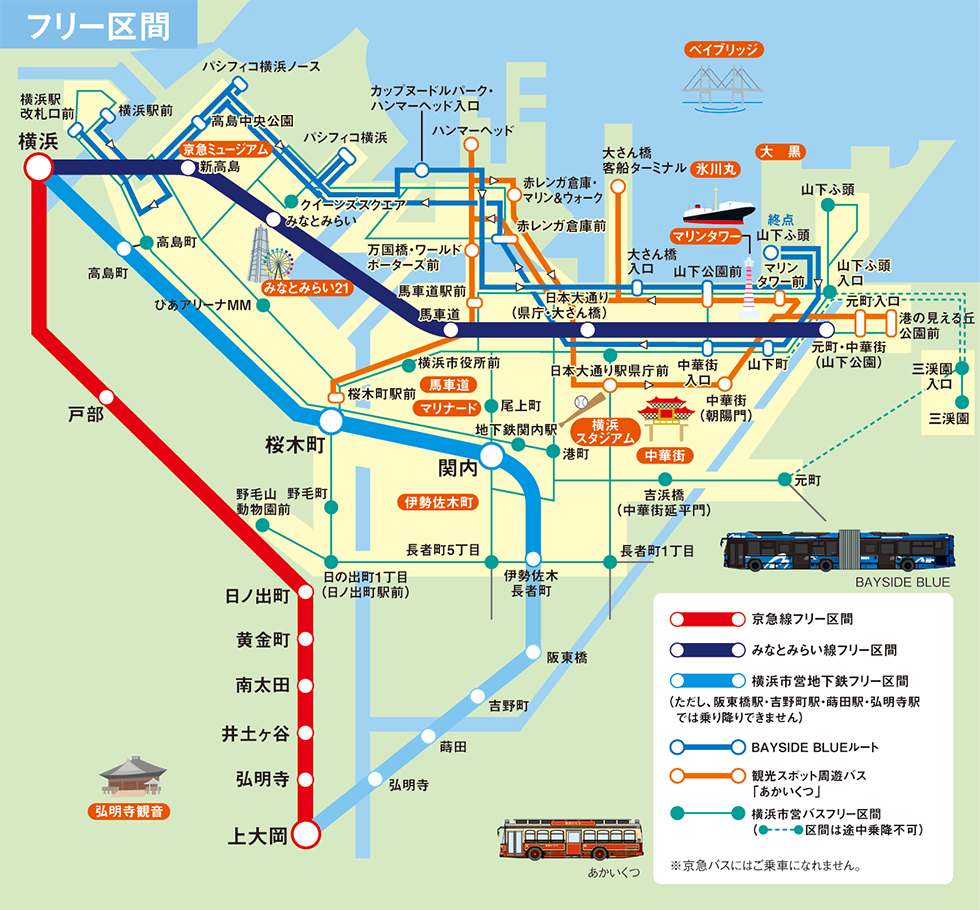 フリー区間
ベイブリッジ
パシフィコ横浜ノース
横浜駅
改札口前
横浜駅前
カップヌードルパーク・
ハンマーヘッド入口
高島中央公園
パシフィコ横浜
ハンマーヘッド
横浜
京急ミュージアム
新高島
大さん橋
客船ターミナル
氷川丸
大黒
赤レンガ倉庫・
マリン&ウォーク
山下ふ頭
クイーンズスクエア
みなとみらい
赤レンガ倉庫前
終点
山下ふ頭
マリンタワー
高島町
高島町
万国橋・ワールド
ポーターズ前
大さん橋
入口
山下公園前
マリン
タワー前
山下ふ頭
入口
みなとみらい21
ぴあアリーナMM
馬車道駅前
馬車道
日本大通り
(県庁・大さん橋)
元町入口
港の見える丘
公園前
元町・中華街
(山下公園)
横浜市役所前
日本大通り駅県庁前
中華街
入口
山下町
三渓園
入口
三渓園
戸部
桜木町駅前
馬車道
マリナード
尾上町
中華街
(朝陽門)
桜木町
地下鉄関内駅
横浜
スタジアム
関内
港町
中華街
野毛山
動物園前
野毛町
伊勢佐木町
吉浜橋
(中華街延平門)
元町
長者町5丁目
長者町1丁目
日の出町1丁目
(日ノ出町駅前)
伊勢佐木
長者町
BAYSIDE BLUE
日ノ出町
黄金町
阪東橋
南太田
吉野町
井土ヶ谷
蒔田
弘明寺
弘明寺
弘明寺観音
上大岡
あかいくつ
京急線フリー区間
みなとみらい線フリー区間
横浜市営地下鉄フリー区間
(ただし、阪東橋駅・吉野町駅・蒔田駅・弘明寺駅
では乗り降りできません)
BAYSIDE BLUEルート
観光スポット周遊バス
「あかいくつ」
横浜市営バスフリー区間
( 区間は途中乗降不可)
※京急バスにはご乗車になれません。